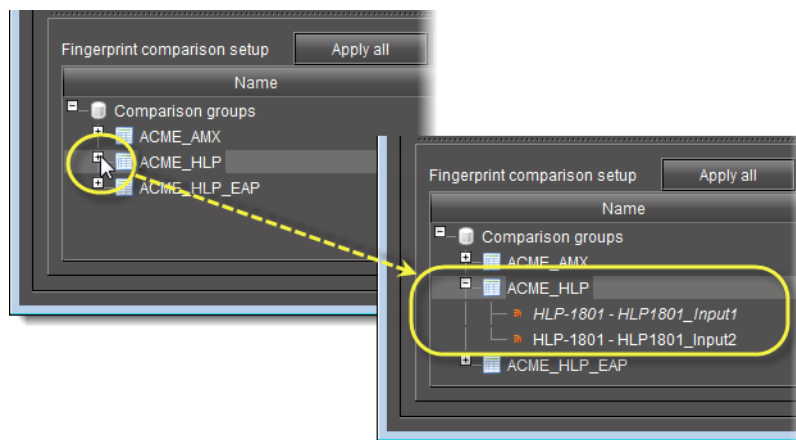 Fingerprint comparison setup Apply all
Name
Comparison groups
ACME_AMX
ACME_HLP
ACME_HLP_EAP
Fingerprint comparison setup Apply all
Name
Comparison groups
ACME_AMX
ACME_HLP
HLP-1801 - HLP1801_Input1
HLP-1801 - HLP1801_Input2
ACME_HLP_EAP